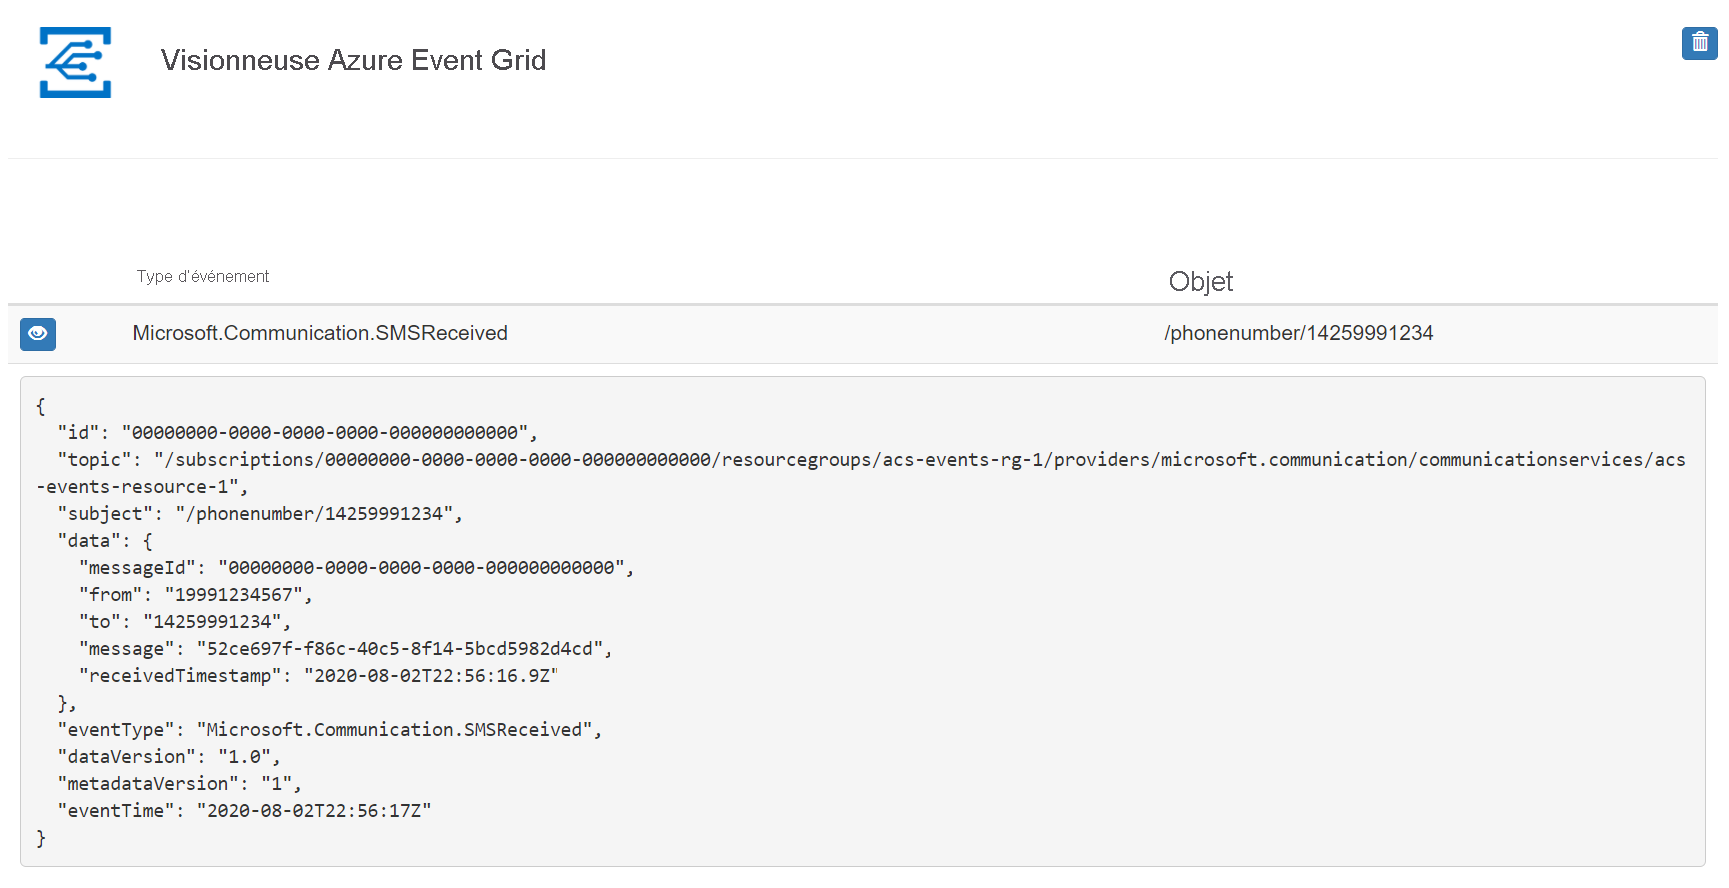 Visionneuse Azure Event Grid
Type d'événement
Objet
Microsoft.Communication.SMSReceived
/phonenumber/14259991234
{
"id": "00000000-0000-0000-0000-000000000000",
"topic": "/subscriptions/00000000-0000-0000-0000-000000000000/resourcegroups/acs-events-rg-1/providers/microsoft.communication/communicationservices/acs
-events-resource-1",
"subject": "/phonenumber/14259991234",
"data": {
"messageId": "00000000-0000-0000-0000-000000000000",
"from": "19991234567",
"to": "14259991234",
"message": "52ce697f-f86c-40c5-8f14-5bcd5982d4cd",
"receivedTimestamp": "2020-08-02T22:56:16.9Z"
},
"eventType": "Microsoft.Communication.SMSReceived",
"dataVersion": "1.0",
"metadataVersion": "1",
"eventTime": "2020-08-02T22:56:17Z"
}